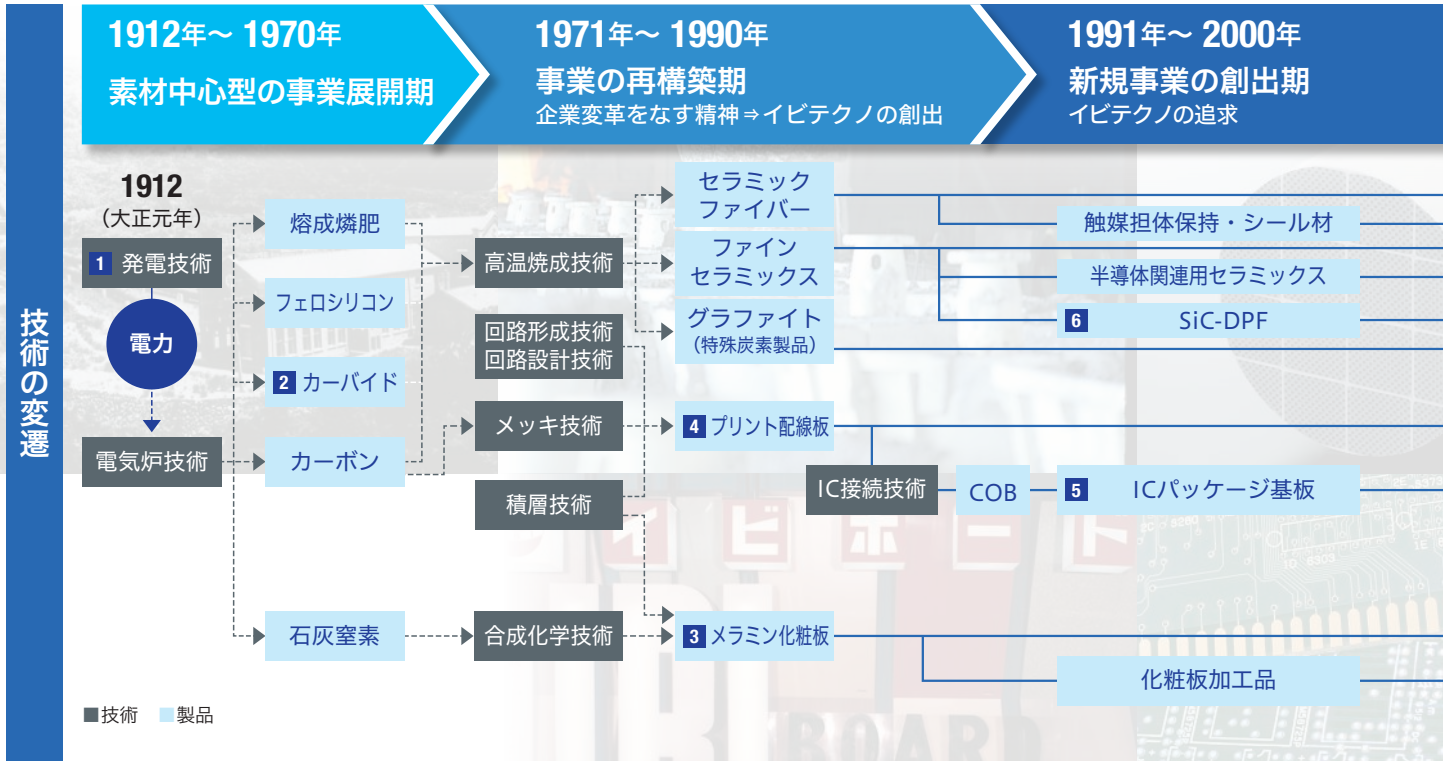 技術の変遷
1912年～1970年
素材中心型の事業展開期
1971年～1990年
事業の再構築期
企業変革をなす精神⇒イビテクノの創出
1991年～2000年
新規事業の創出期
イビテクノの追求
1912
（大正元年）
1 発電技術
電力
電気炉技術
熔成燐肥
フェロシリコン
2 カーバイド
カーボン
石灰窒素
高温焼成技術
回路形成技術
回路設計技術
メッキ技術
積層技術
合成化学技術
セラミック
ファイバー
ファイン
セラミックス
グラファイト
（特殊炭素製品）
4 プリント配線板
3 メラミン化粧板
IC接続技術
COB
触媒担体保持・シール材
半導体関連用セラミックス
6 SiC-DPF
5 ICパッケージ基板
化粧板加工品
■技術 ■製品
イビボード
IBI
BOARD